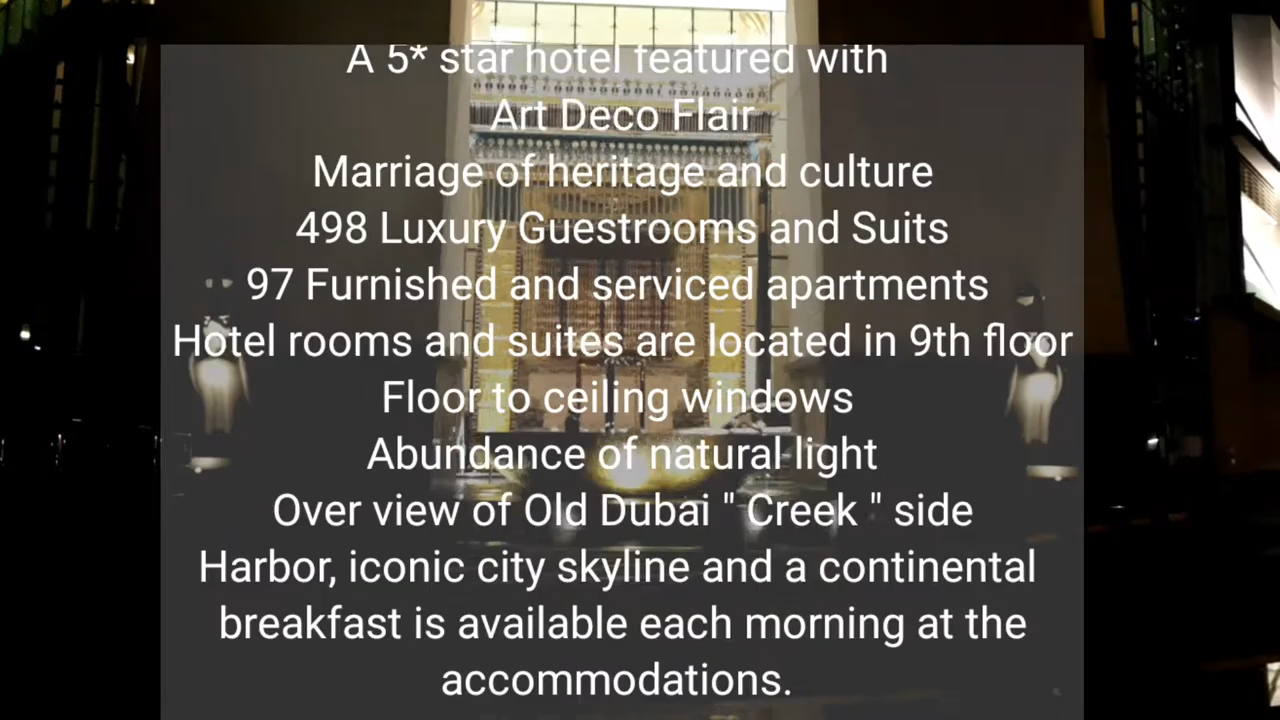 A 5* star hotel featured with
Art Deco Flair
Marriage of heritage and culture
498 Luxury Guestrooms and Suits
97 Furnished and serviced apartments
Hotel rooms and suites are located in 9th floor
Floor to ceiling windows
Abundance of natural light
Over view of Old Dubai " Creek " side
Harbor, iconic city skyline and a continental
breakfast is available each morning at the
accommodations.